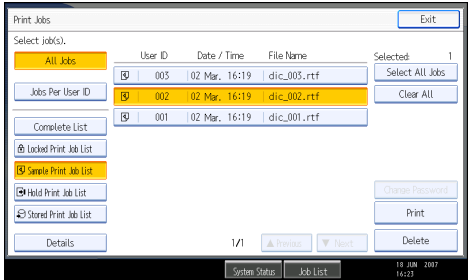 Print Jobs
Exit
Select job(s).
All Jobs
User ID Date / Time File Name
Selected: 1
003 02 Mar. 16:19 dic_003.rtf
Select All Jobs
Jobs Per User ID
002 02 Mar. 16:19 dic_002.rtf
Clear All
001 02 Mar. 16:19 dic_001.rtf
Complete List
Locked Print Job List
Sample Print Job List
Hold Print Job List
Change Password
Stored Print Job List
Print
Details
1/1
▲ Previous
▼ Next
Delete
System Status
Job List
18 JUN 2007
16:23